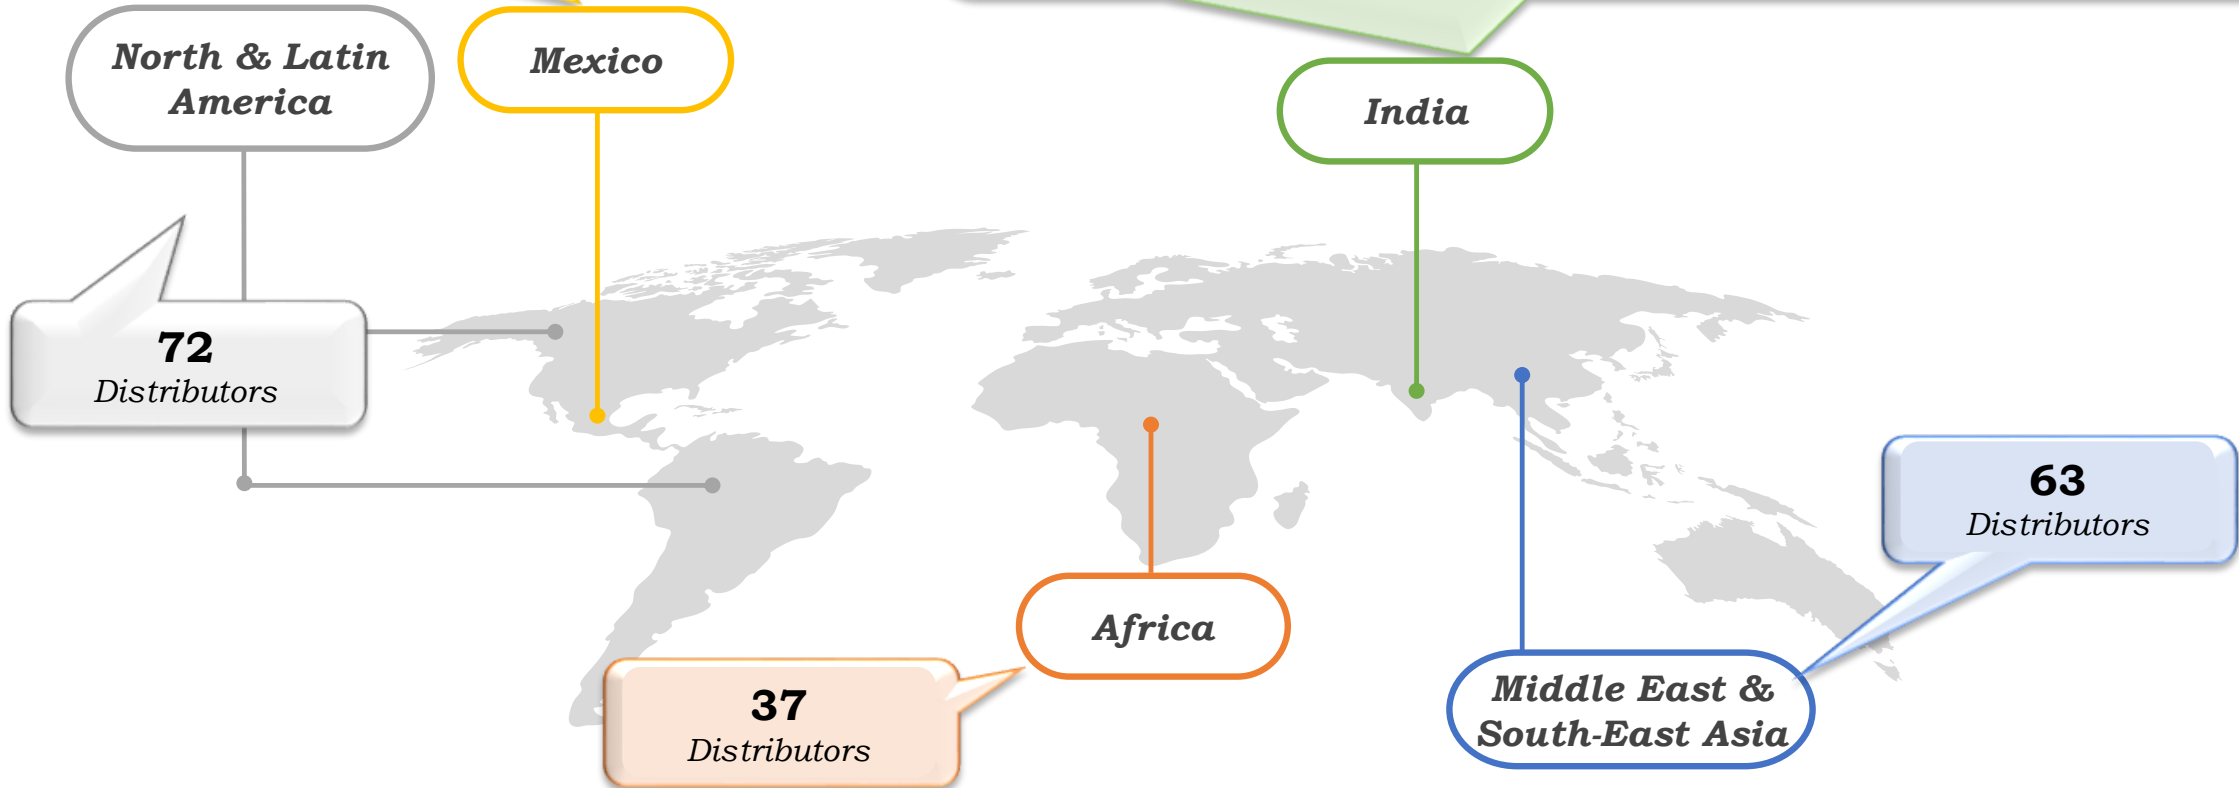 North & Latin
America
Mexico
India
72
Distributors
63
Distributors
Africa
37
Distributors
Middle East &
South-East Asia